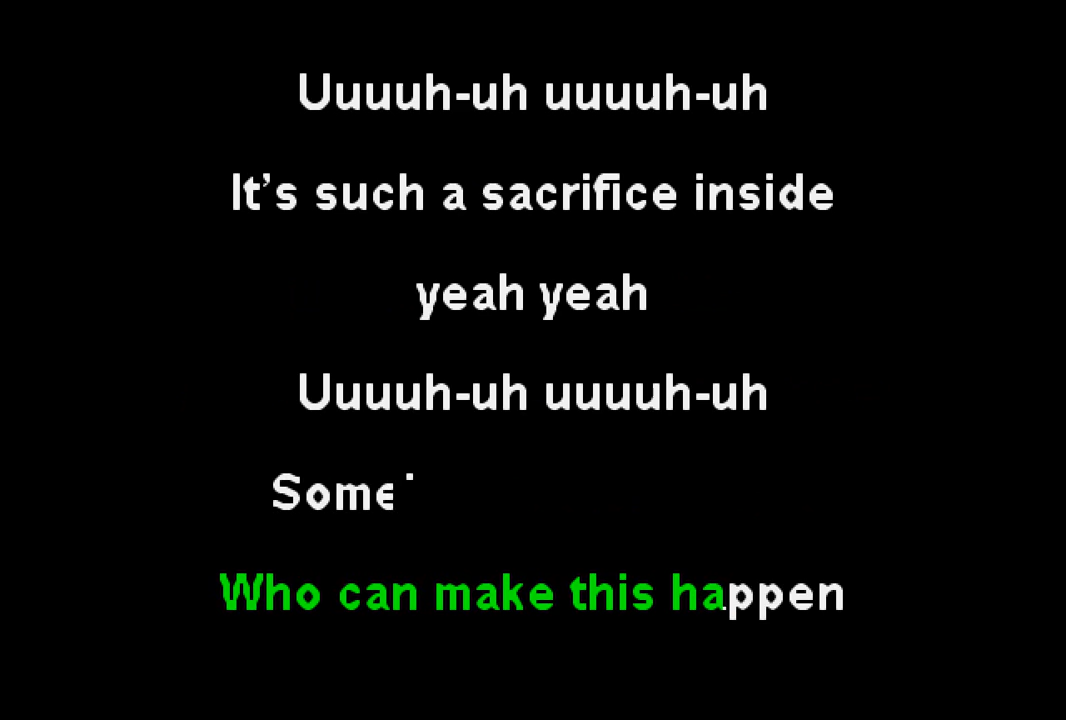 Uuuuh-uh uuuuh-uh
It's such a sacrifice inside
yeah yeah
Uuuuh-uh uuuuh-uh
Some
Who can make this happen